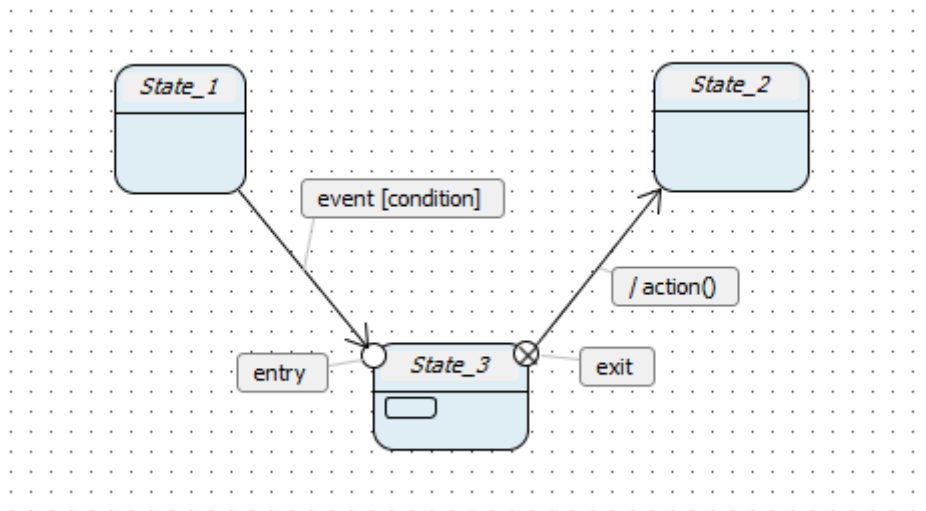 State_1
State_2
event [condition]
/ action()
entry
State_3
exit